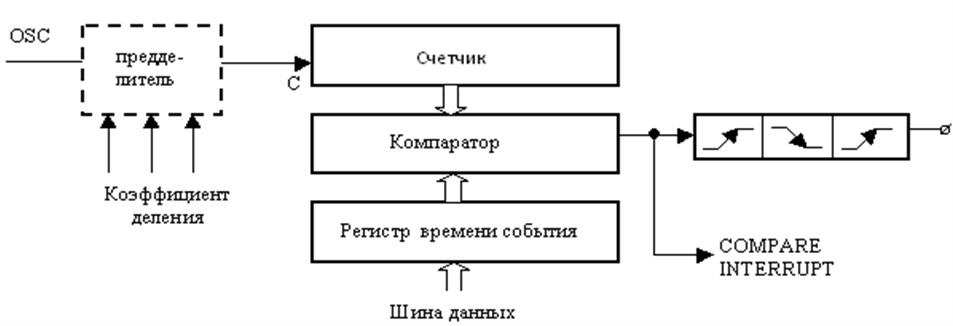 OSC
предде-
литель
C
Счетчик
Компаратор
Коэффициент
деления
Регистр времени события
COMPARE
INTERRUPT
Шина данных